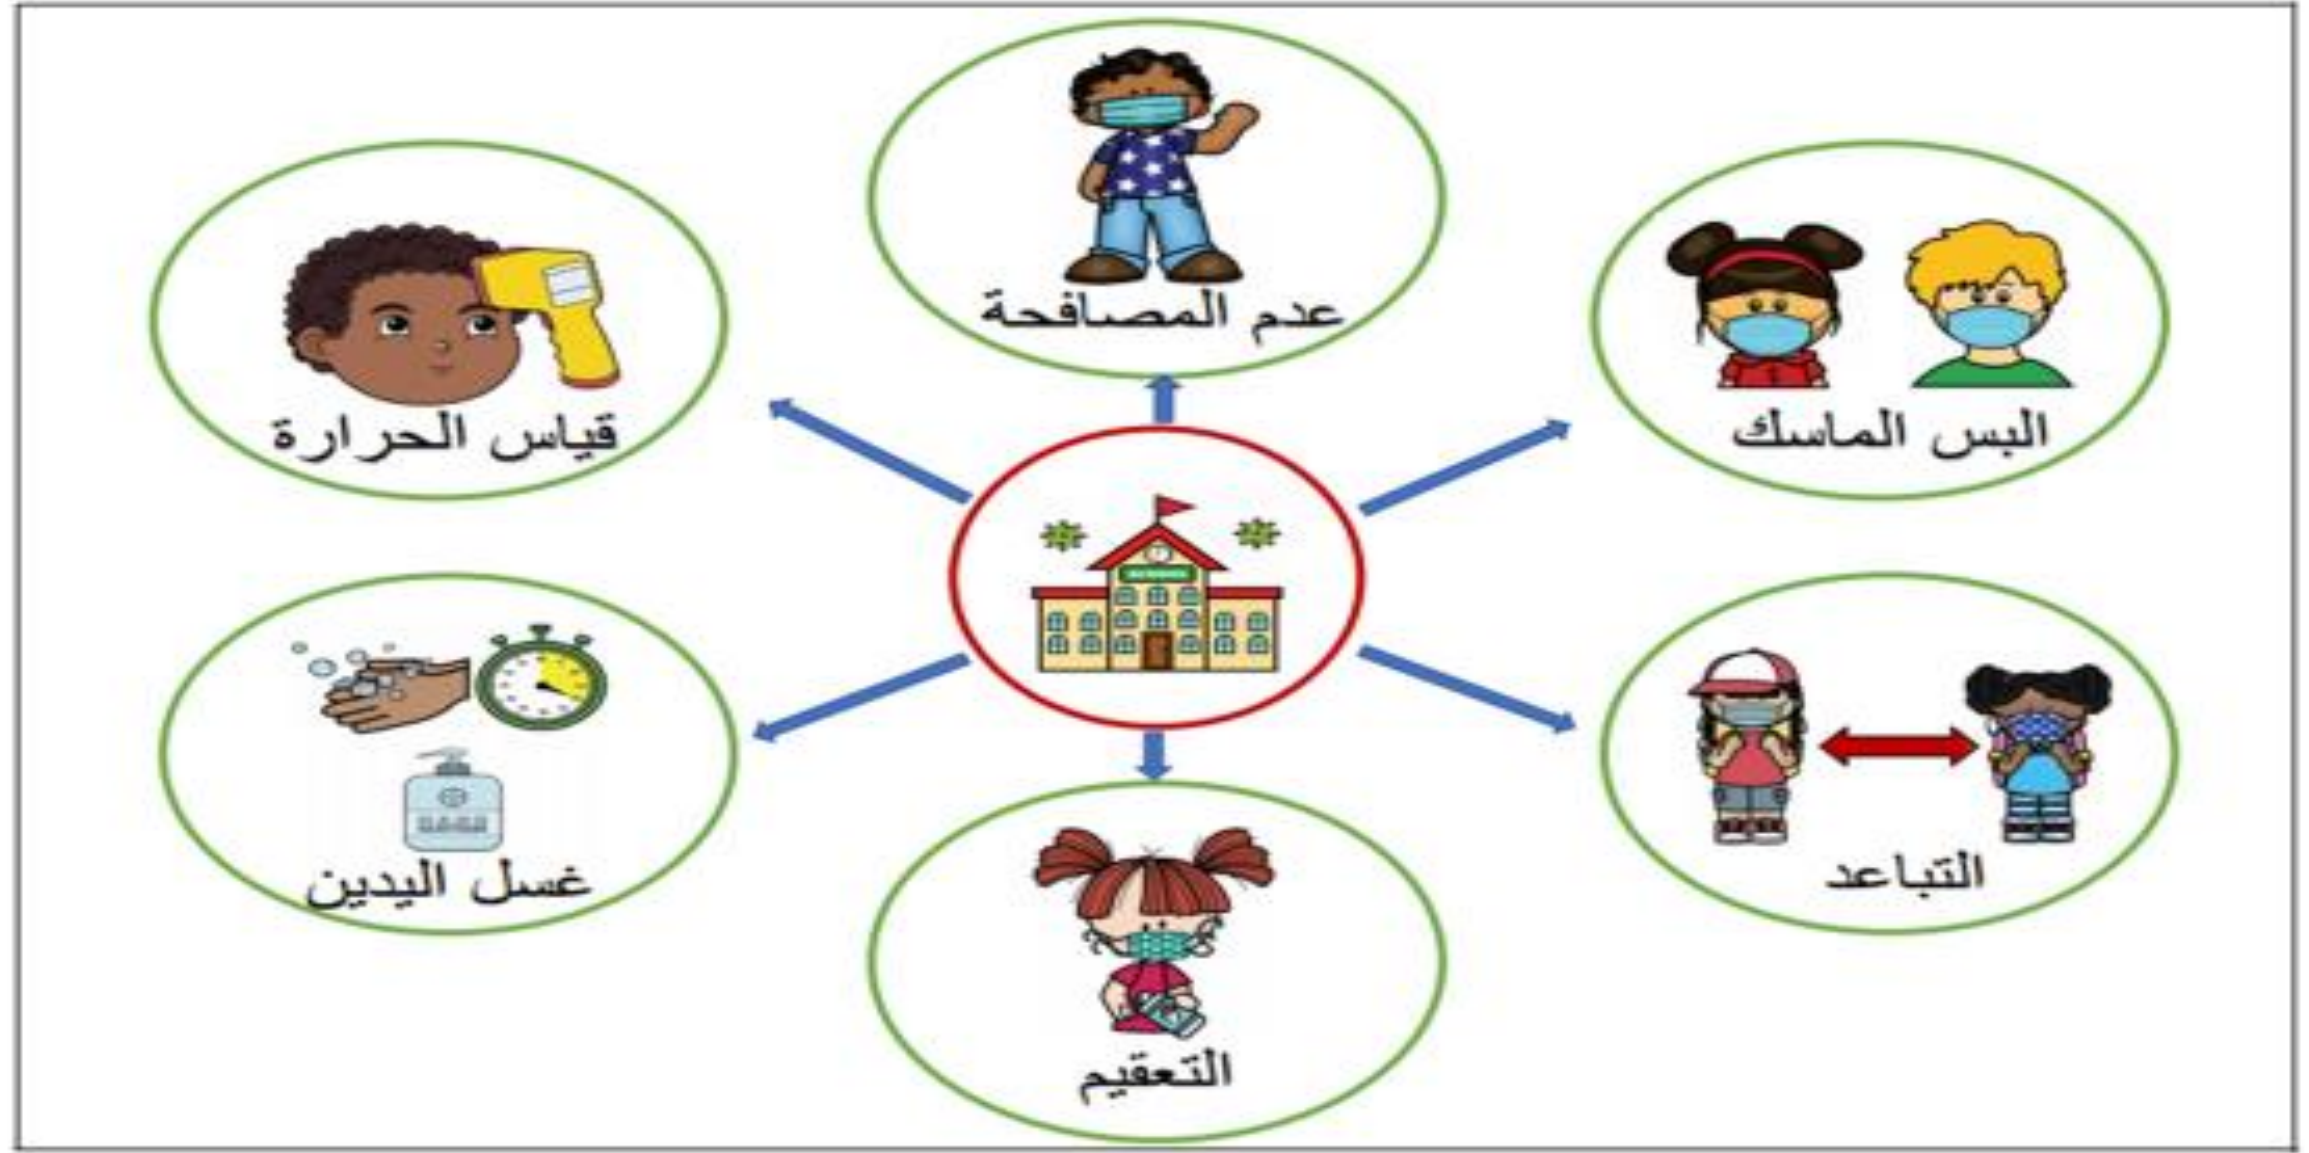 عدم المصافحة
البس الماسك
قياس الحرارة
التباعد
غسل اليدين
التعقيم